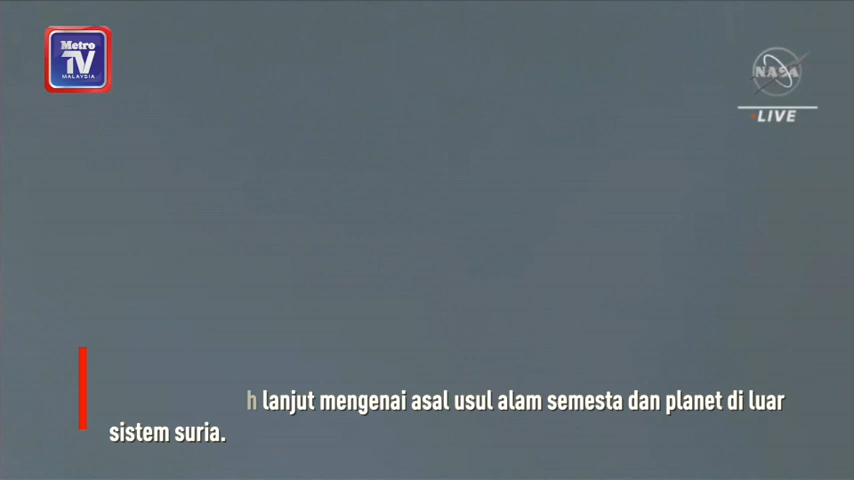 Metro
TV
MALAYSIA
NASA
LIVE
h lanjut mengenai asal usul alam semesta dan planet di luar
sistem suria.